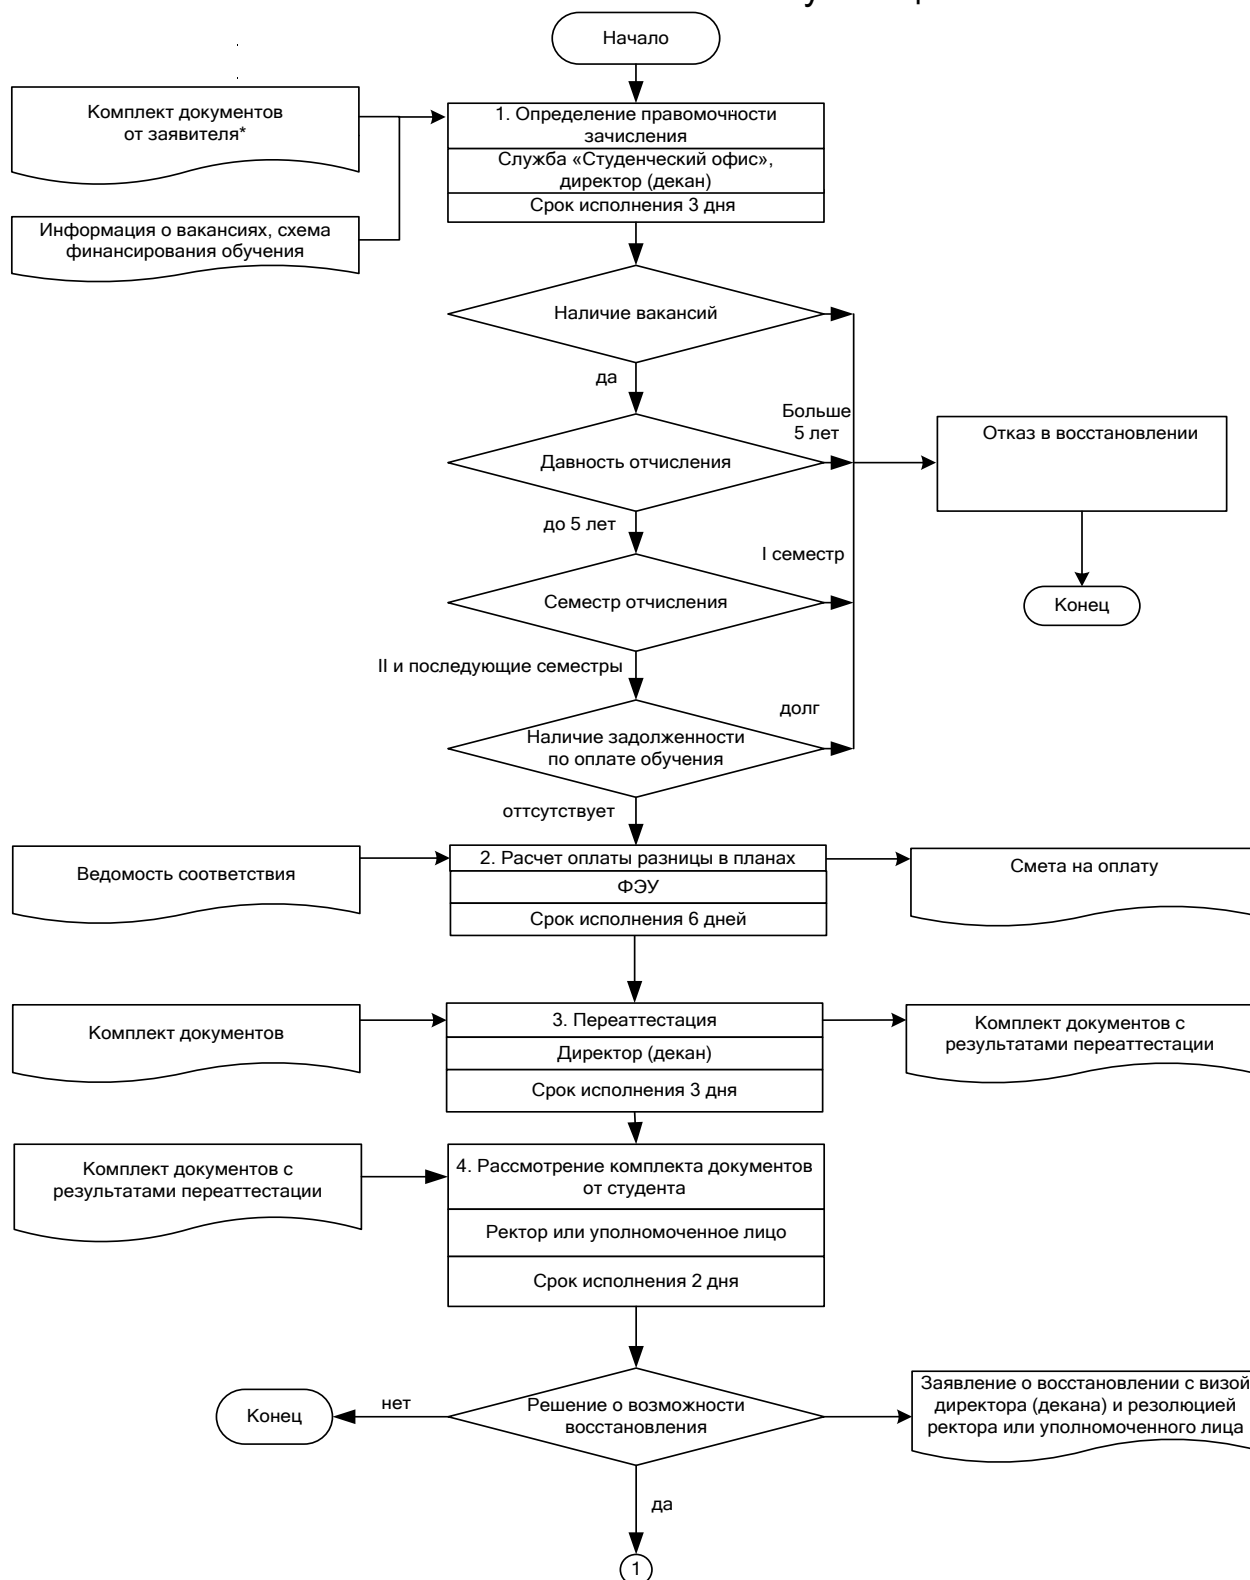 Начало
Комплект документов
от заявителя*
1. Определение правомочности
зачисления
Служба «Студенческий офис»,
директор (декан)
Срок исполнения 3 дня
Информация о вакансиях, схема
финансирования обучения
Наличие вакансий
да
Больше
5 лет
Отказ в восстановлении
Давность отчисления
до 5 лет
I семестр
Семестр отчисления
Конец
II и последующие семестры
долг
Наличие задолженности
по оплате обучения
оттсутствует
Ведомость соответствия
2. Расчет оплаты разницы в планах
ФЭУ
Срок исполнения 6 дней
Смета на оплату
Комплект документов
3. Переаттестация
Директор (декан)
Срок исполнения 3 дня
Комплект документов с
результатами переаттестации
Комплект документов с
результатами переаттестации
4. Рассмотрение комплекта документов
от студента
Ректор или уполномоченное лицо
Срок исполнения 2 дня
Конец
нет
Решение о возможности
восстановления
Заявление о восстановлении с визой
директора (декана) и резолюцией
ректора или уполномоченного лица
да
1